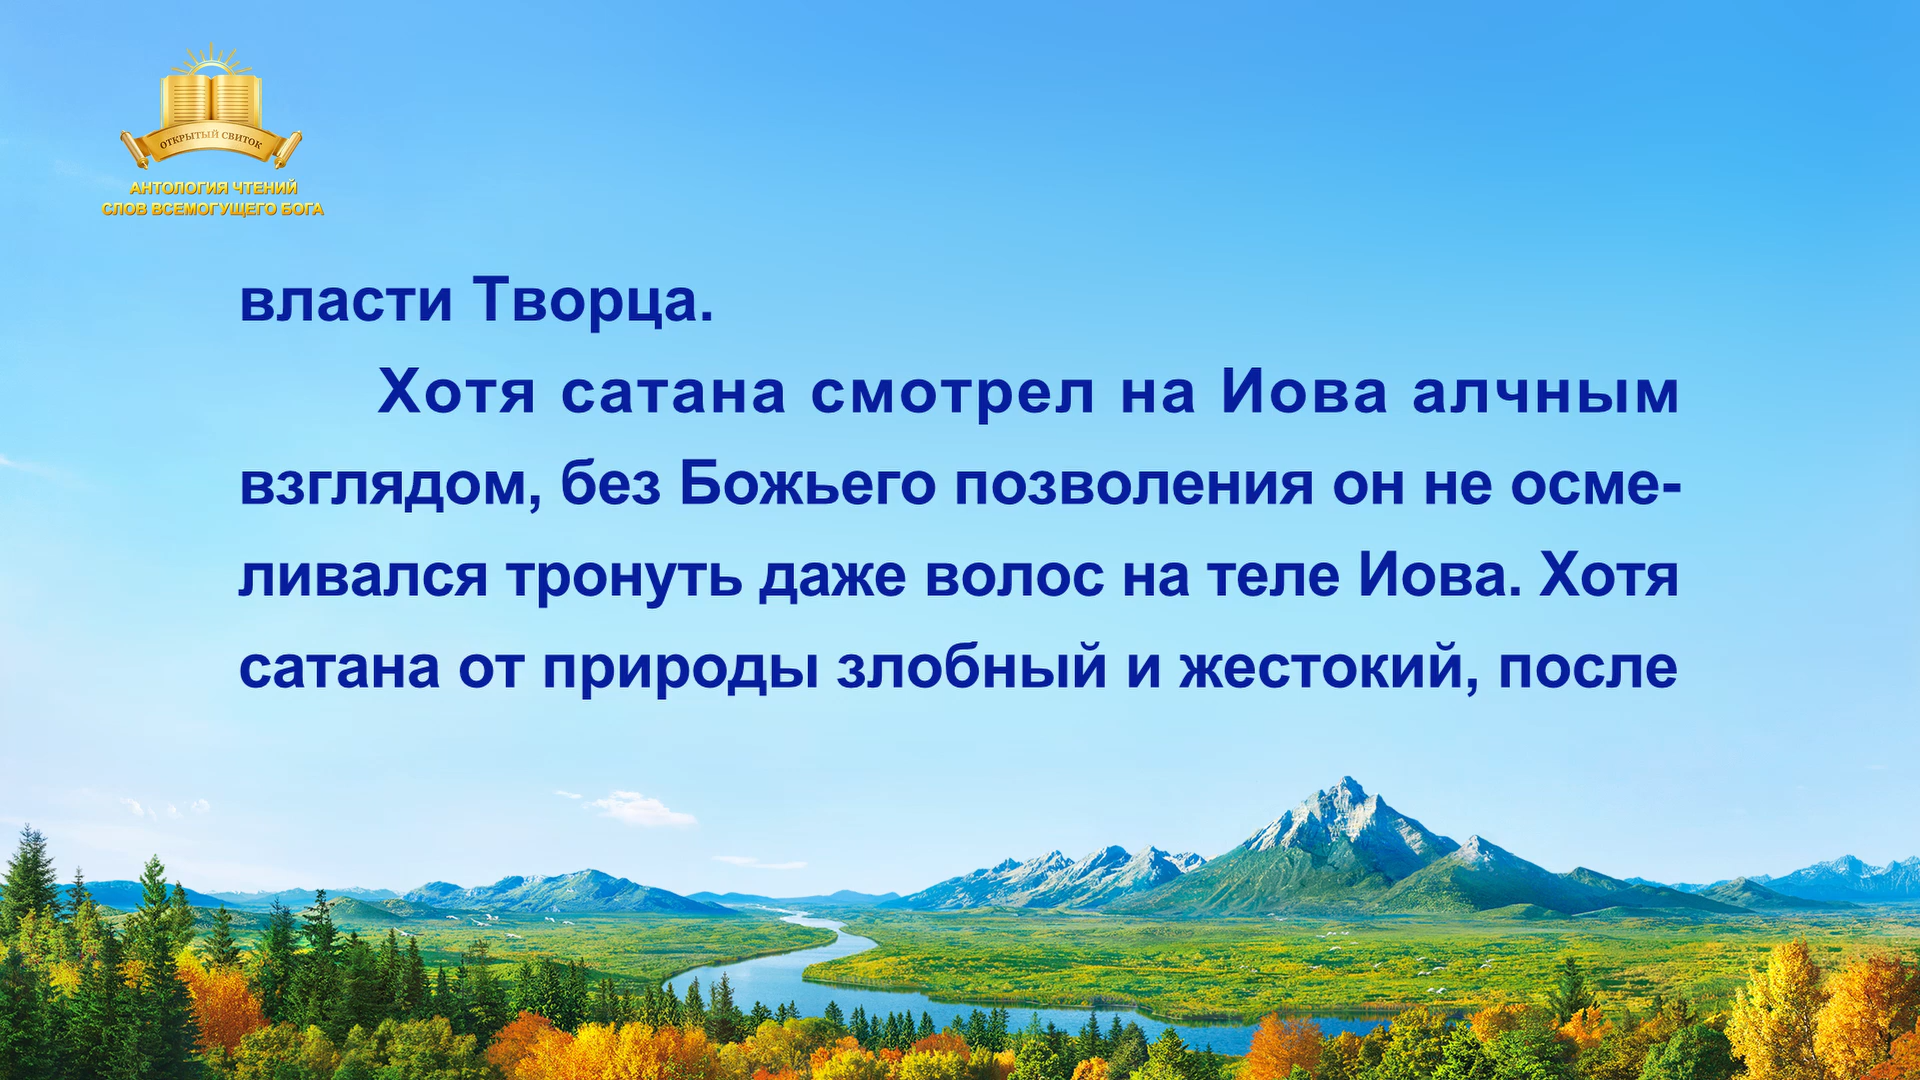 ОТКРЫТЫЙ СВИТОК
АНТОЛОГИЯ ЧТЕНИЙ
СЛОВ ВСЕМОГУЩЕГО БОГА
власти Творца.
Хотя сатана смотрел на Иова алчным
взглядом, без Божьего позволения он не осме-
ливался тронуть даже волос на теле Иова. Хотя
сатана от природы злобный и жестокий, после